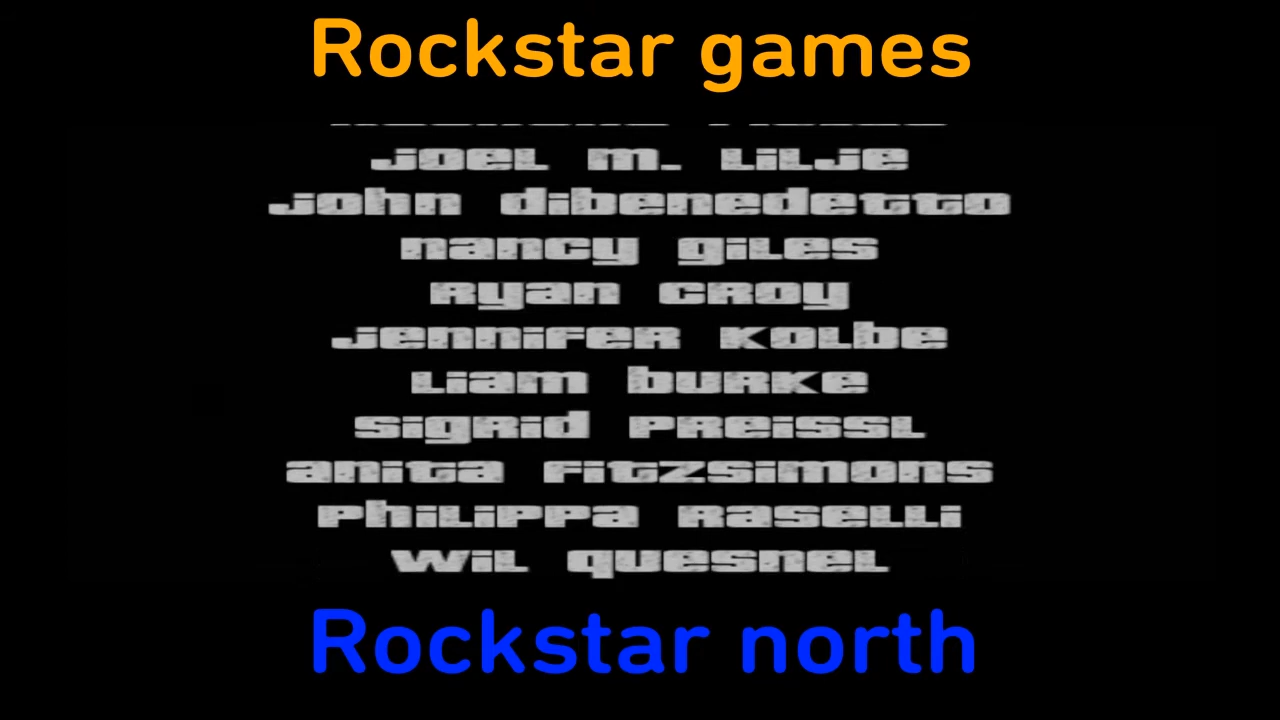 Rockstar games
Joel m. Lilje
John dibenedetto
nancy giles
Ryan CROY
Jennifer Kolbe
Liam burke
sigrid Preissl
anita fitzsimons
Philippa Raselli
Wil quesnel
Rockstar north